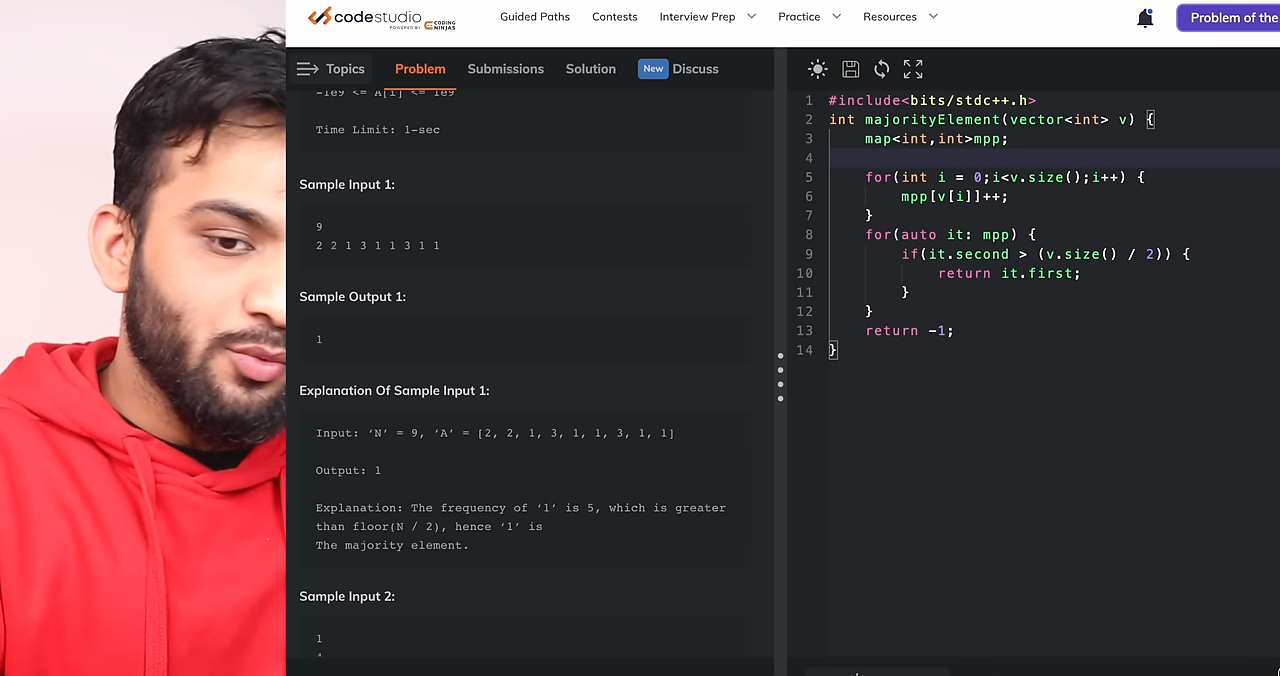 codestudio
POWERED BY CODING NINJAS
Guided Paths Contests Interview Prep Practice Resources
Problem of the
Topics Problem Submissions Solution New Discuss
-1e9 <= A[i] <= 1e9
Time Limit: 1-sec
Sample Input 1:
9
2 2 1 3 1 1 3 1 1
Sample Output 1:
1
Explanation Of Sample Input 1:
Input: ‘N’ = 9, ‘A’ = [2, 2, 1, 3, 1, 1, 3, 1, 1]
Output: 1
Explanation: The frequency of ‘1’ is 5, which is greater
than floor(N / 2), hence ‘1’ is
The majority element.
Sample Input 2:
1
1 #include<bits/stdc++.h>
2 int majorityElement(vector<int> v) {
3 map<int,int>mpp;
4
5 for(int i = 0;i<v.size();i++) {
6 mpp[v[i]]++;
7 }
8 for(auto it: mpp) {
9 if(it.second > (v.size() / 2)) {
10 return it.first;
11 }
12 }
13 return -1;
14 }